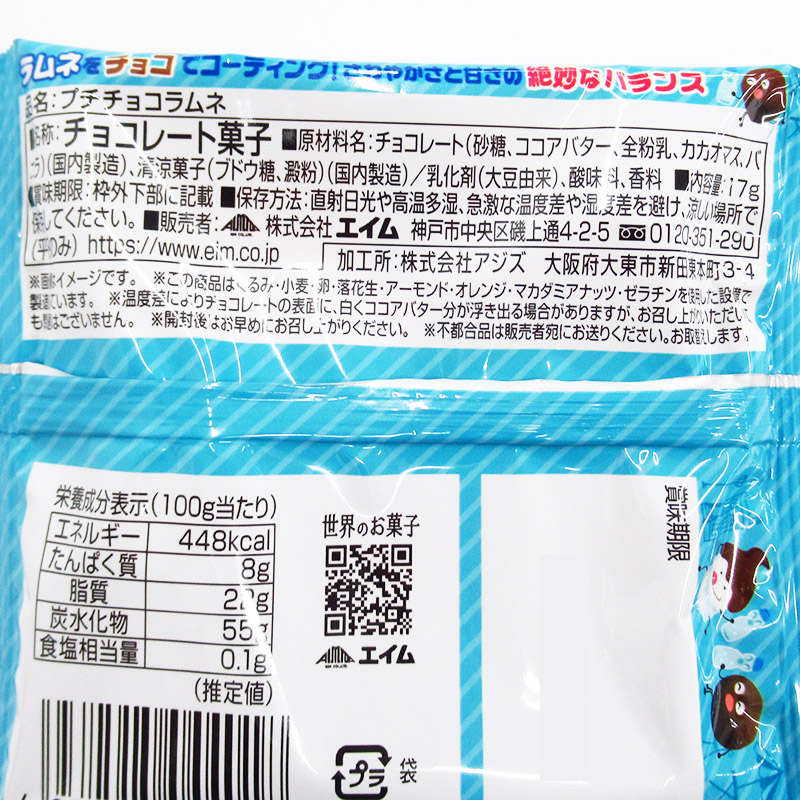 ラムネをチョコでコーティング!さわやかさと甘さの絶妙なバランス
品名:プチチョコラムネ
■名称:チョコレート菓子 ■原材料名:チョコレート(砂糖、ココアバター、全粉乳、カカオマス、バ
ラ)(国内製造)、清涼菓子(ブドウ糖、澱粉)(国内製造)/乳化剤(大豆由来)、酸味料、香料 ■内容量:17g
■賞味期限:枠外下部に記載 ■保存方法:直射日光や高温多湿、急激な温度差や湿度差を避け、涼しい場所で
保存してください。■販売者: 株式会社エイム 神戸市中央区磯上通4-2-5 0120-351-290
(平日のみ) https://www.eim.co.jp
加工所:株式会社アジズ 大阪府大東市新田東本町3-4
※画像イメージです。 ※この商品はくるみ・小麦・卵・落花生・アーモンド・オレンジ・マカダミアナッツ・ゼラチンを使用した設備で
製造しています。 ※温度差によりチョコレートの表面に、白くココアバター分が浮き出る場合がありますが、お召し上がりいただいて
も問題はございません。 ※開封後はお早めにお召し上がりください。 ※不都合品は販売者宛にお送りください。お取替えします。
栄養成分表示(100g当たり)
エネルギー 448kcal
たんぱく質 8g
脂質 22g
炭水化物 55g
食塩相当量 0.1g
(推定値)
世界のお菓子
エイム
賞味期限
プラ
袋